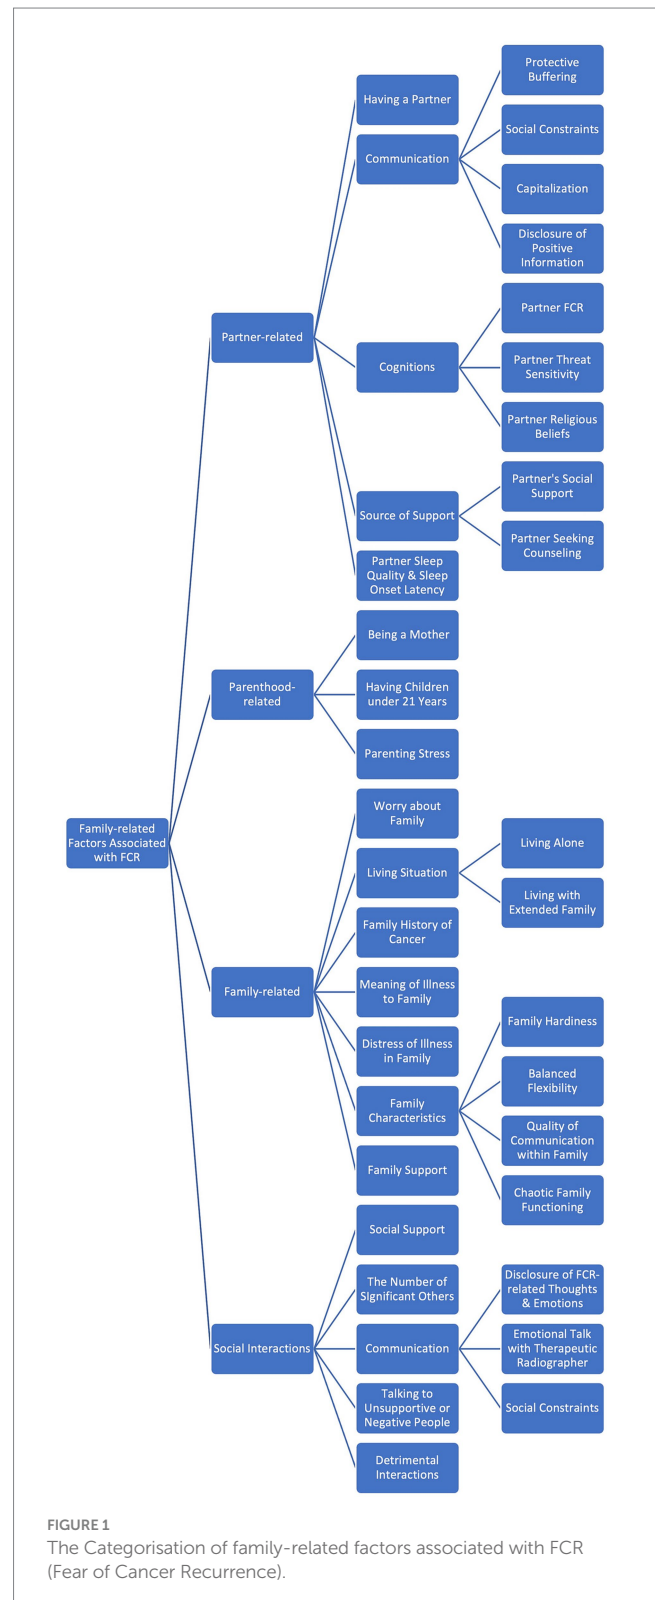 Protective
Buffering
Having a Partner
Social Constraints
Communication
Capitalization
Disclosure of
Positive
Information
Partner-related
Partner FCR
Cognitions
Partner Threat
Sensitivity
Partner Religious
Beliefs
Partner's Social
Support
Source of Support
Partner Seeking
Counseling
Partner Sleep
Quality & Sleep
Onset Latency
Being a Mother
Parenthood-
related
Having Children
under 21 Years
Parenting Stress
Family-related
Factors Associated
with FCR
Worry about
Family
Living Alone
Living Situation
Living with
Extended Family
Family History of
Cancer
Family-related
Meaning of Illness
to Family
Distress of Illness
in Family
Family Hardiness
Balanced
Flexibility
Family
Characteristics
Quality of
Communication
within Family
Chaotic Family
Functioning
Family Support
Social Support
The Number of
SIgnificant Others
Disclosure of FCR-
related Thoughts
& Emotions
Social Interactions
Communication
Emotional Talk
with Therapeutic
Radiographer
Social Constraints
Talking to
Unsupportive or
Negative People
Detrimental
Interactions
FIGURE 1
The Categorisation of family-related factors associated with FCR
(Fear of Cancer Recurrence).